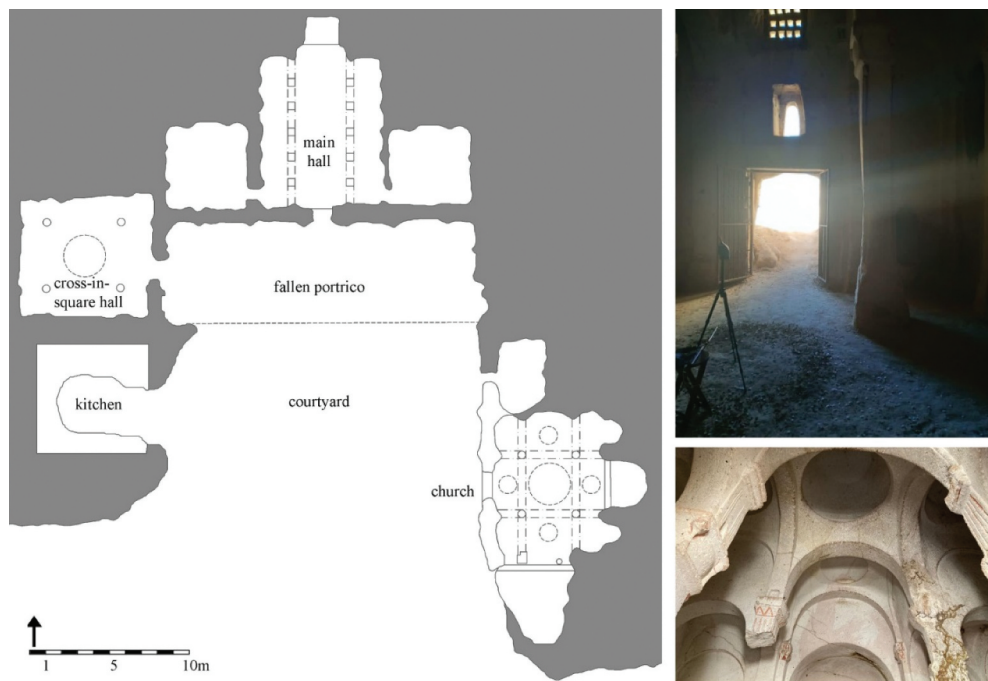 main
hall
cross-in-
square hall
fallen portrico
kitchen
courtyard
church
1 5 10m